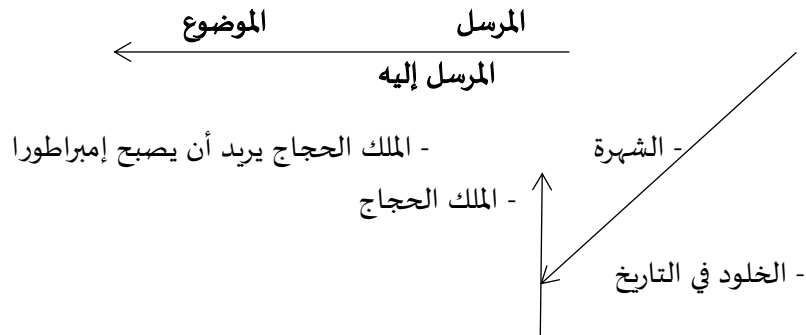 المرسل الموضوع
المرسل إليه
- الشهرة - الملك الحجاج يريد أن يصبح إمبراطورا
- الملك الحجاج
- الخلود في التاريخ